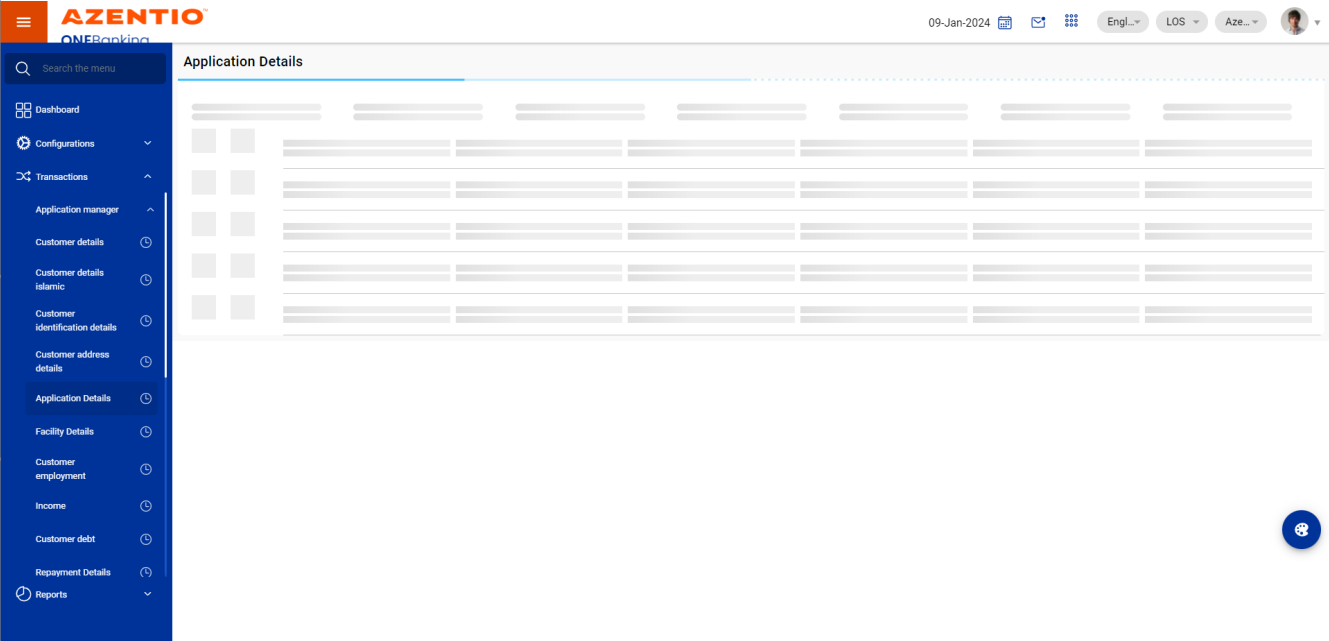 AZENTIO™
ONEBanking
09-Jan-2024
Engl...
LOS
Aze...
Search the menu
Dashboard
Configurations
Transactions
Application manager
Customer details
Customer details
islamic
Customer
identification details
Customer address
details
Application Details
Facility Details
Customer
employment
Income
Customer debt
Repayment Details
Reports
Application Details